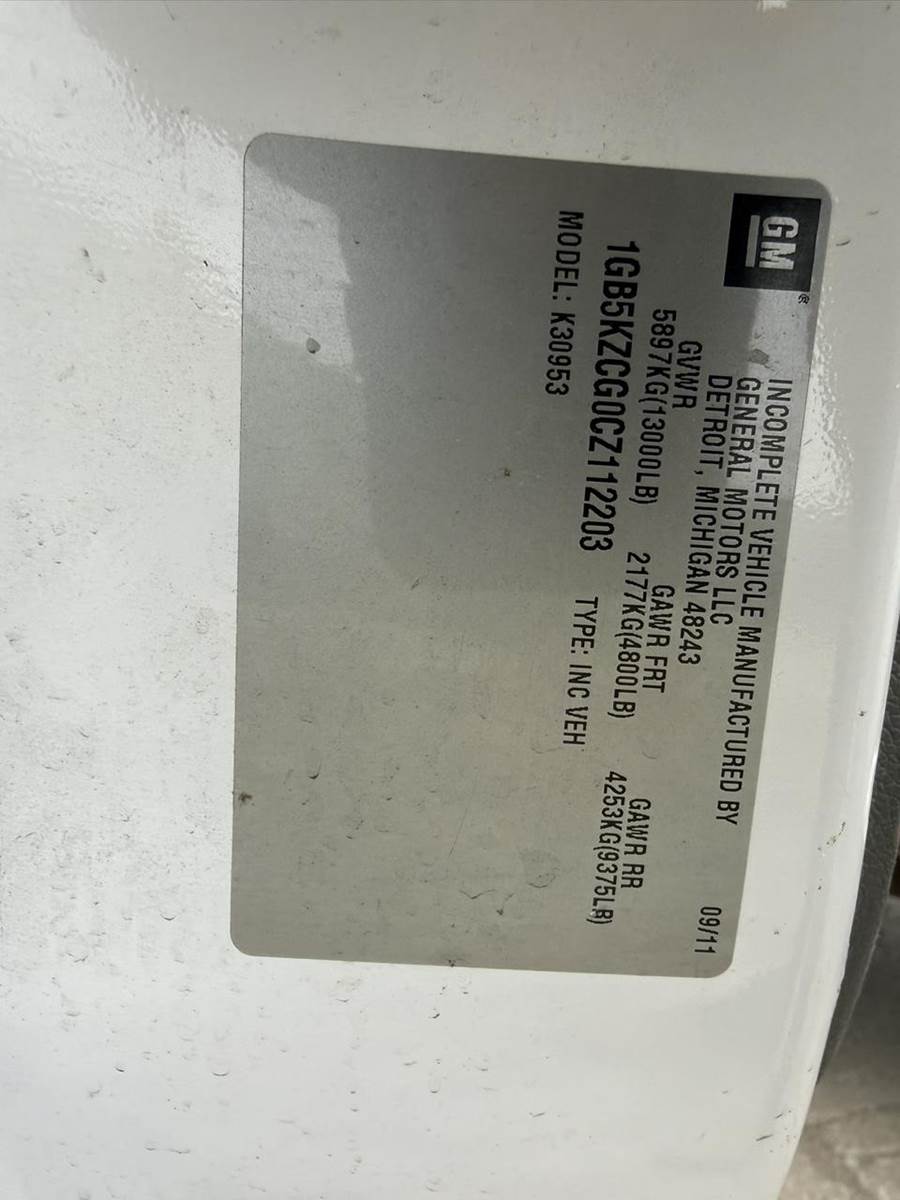 GM®
INCOMPLETE VEHICLE MANUFACTURED BY
GENERAL MOTORS LLC
DETROIT, MICHIGAN 48243
09/11
GVWR GAWR FRT GAWR RR
5897KG(13000LB) 2177KG(4800LB) 4253KG(9375LB)
1GB5KZCG0CZ112203 TYPE: INC VEH
MODEL: K30953